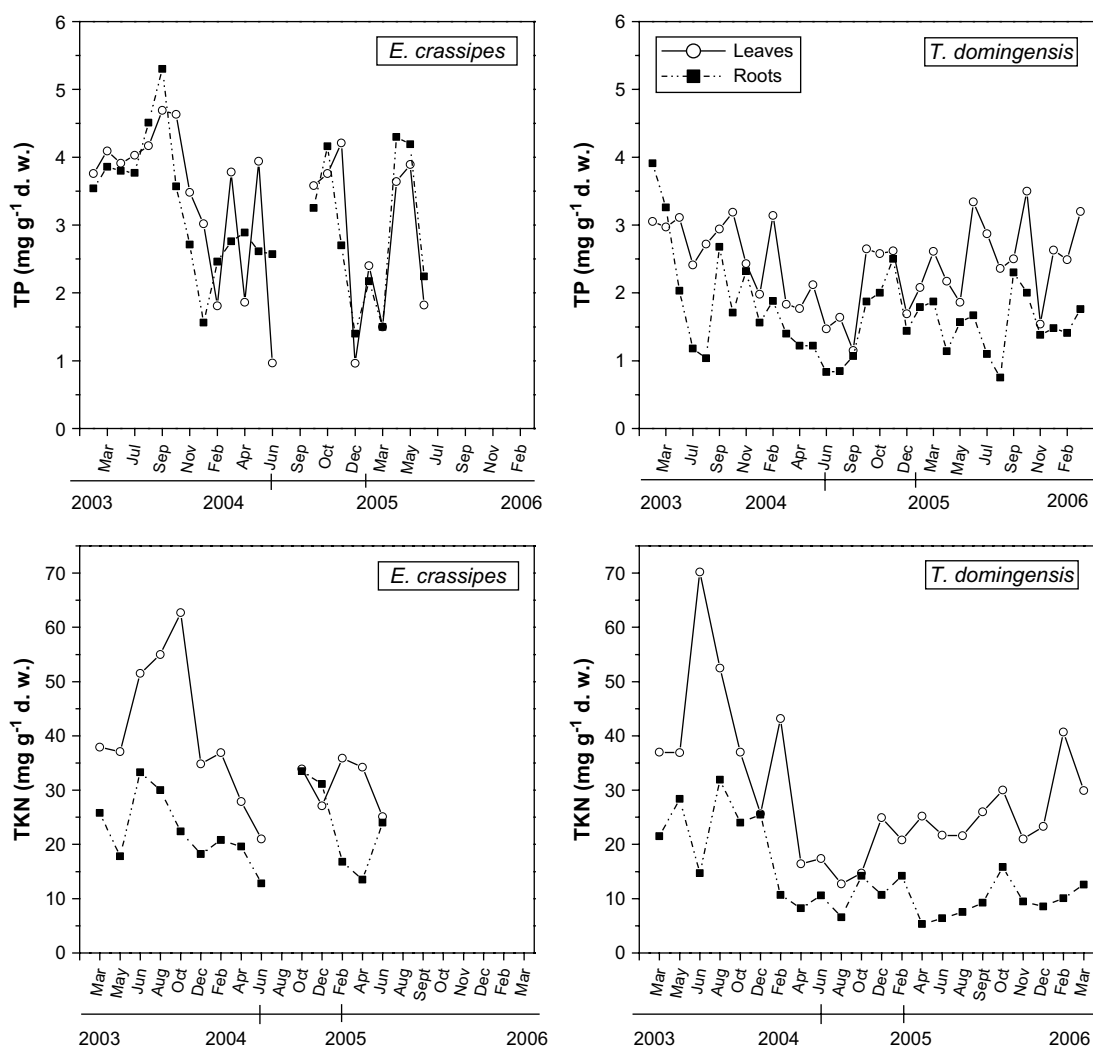 E. crassipes
TP (mg g-1 d. w.)
6
5
4
3
2
1
0
Mar Jul Sep Nov Feb Apr Jun Sep Oct Dec Mar May Jul Sep Nov Feb
2003 2004 2005 2006
Leaves
Roots
T. domingensis
TP (mg g-1 d. w.)
6
5
4
3
2
1
0
Mar Jul Sep Nov Feb Apr Jun Sep Oct Dec Mar May Jul Sep Nov Feb
2003 2004 2005 2006
E. crassipes
TKN (mg g-1 d. w.)
70
60
50
40
30
20
10
0
Mar May Jun Aug Oct Dec Feb Apr Jun Aug Oct Dec Feb Apr Aug Sept Oct Nov Dec Feb Mar
2003 2004 2005 2006
T. domingensis
TKN (mg g-1 d. w.)
70
60
50
40
30
20
10
0
Mar May Jun Aug Oct Dec Feb Apr Jun Aug Oct Dec Feb Apr Jun Aug Sep Oct Nov Dec Feb Mar
2003 2004 2005 2006